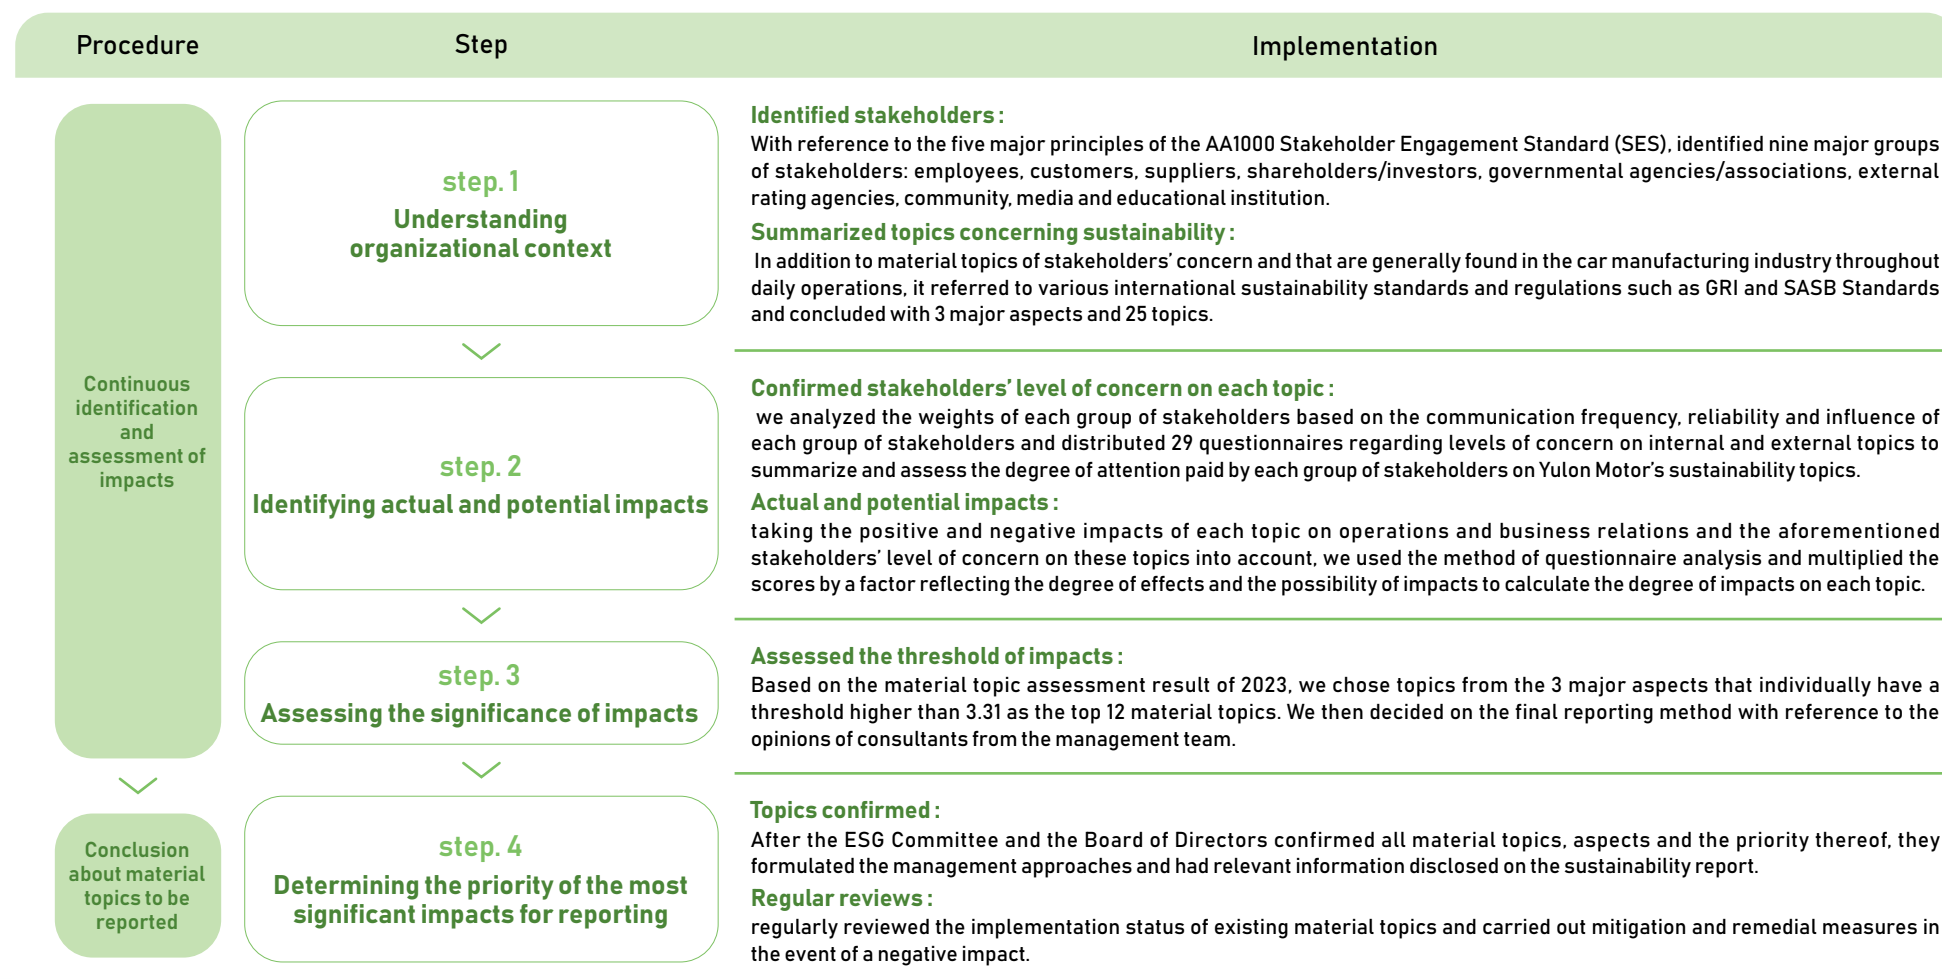 Procedure
Step
Implementation
Continuous
identification
and
assessment of
impacts
step. 1
Understanding
organizational context
Identified stakeholders :
With reference to the five major principles of the AA1000 Stakeholder Engagement Standard (SES), identified nine major groups
of stakeholders: employees, customers, suppliers, shareholders/investors, governmental agencies/associations, external
rating agencies, community, media and educational institution.
Summarized topics concerning sustainability :
In addition to material topics of stakeholders’ concern and that are generally found in the car manufacturing industry throughout
daily operations, it referred to various international sustainability standards and regulations such as GRI and SASB Standards
and concluded with 3 major aspects and 25 topics.
step. 2
Identifying actual and potential impacts
Confirmed stakeholders’ level of concern on each topic :
we analyzed the weights of each group of stakeholders based on the communication frequency, reliability and influence of
each group of stakeholders and distributed 29 questionnaires regarding levels of concern on internal and external topics to
summarize and assess the degree of attention paid by each group of stakeholders on Yulon Motor’s sustainability topics.
Actual and potential impacts :
taking the positive and negative impacts of each topic on operations and business relations and the aforementioned
stakeholders’ level of concern on these topics into account, we used the method of questionnaire analysis and multiplied the
scores by a factor reflecting the degree of effects and the possibility of impacts to calculate the degree of impacts on each topic.
step. 3
Assessing the significance of impacts
Assessed the threshold of impacts :
Based on the material topic assessment result of 2023, we chose topics from the 3 major aspects that individually have a
threshold higher than 3.31 as the top 12 material topics. We then decided on the final reporting method with reference to the
opinions of consultants from the management team.
Conclusion
about material
topics to be
reported
step. 4
Determining the priority of the most
significant impacts for reporting
Topics confirmed :
After the ESG Committee and the Board of Directors confirmed all material topics, aspects and the priority thereof, they
formulated the management approaches and had relevant information disclosed on the sustainability report.
Regular reviews :
regularly reviewed the implementation status of existing material topics and carried out mitigation and remedial measures in
the event of a negative impact.